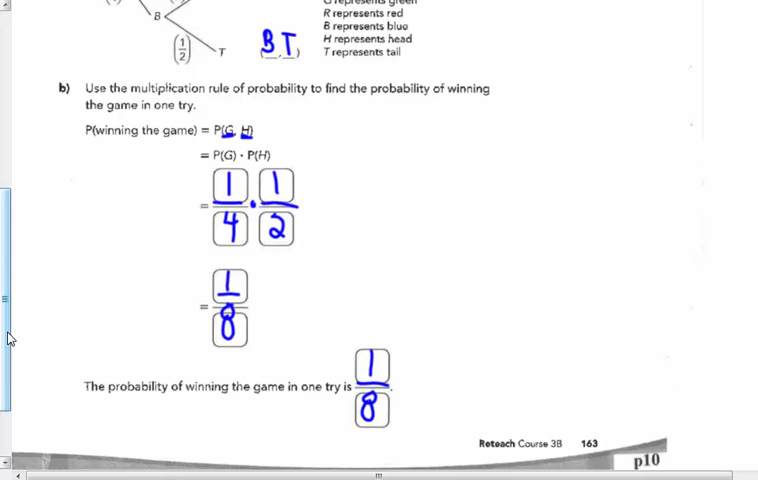 G represents green
R represents red
B represents blue
H represents head
T represents tail
B
(1/2)
T
(B, T)
b) Use the multiplication rule of probability to find the probability of winning
the game in one try.
P(winning the game) = P(G, H)
= P(G) · P(H)
= 1/4 · 1/2
= 1/8
The probability of winning the game in one try is 1/8.
Reteach Course 3B 163
p10